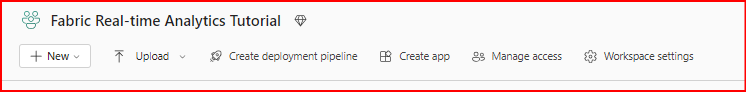 Fabric Real-time Analytics Tutorial
New Upload Create deployment pipeline Create app Manage access Workspace settings